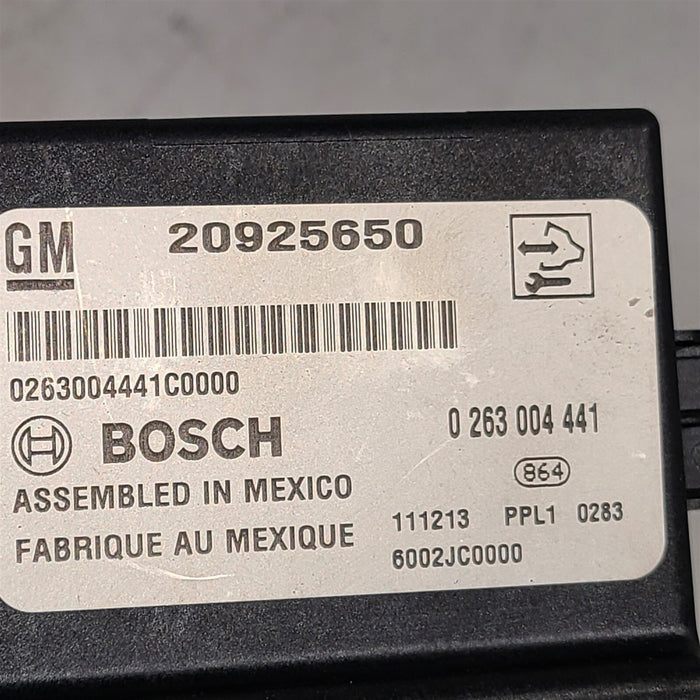 GM 20925650
0263004441C0000
BOSCH 0 263 004 441
864
ASSEMBLED IN MEXICO
111213 PPL1 0283
FABRIQUE AU MEXIQUE
6002JC0000